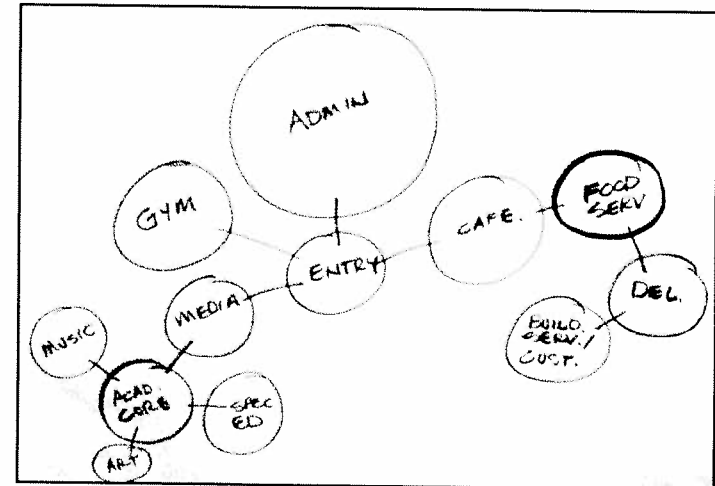 ADMIN
GYM
FOOD
SERV
CAFE.
ENTRY
MEDIA
DEL.
BUILD.
SERV./
CUST.
MUSIC
ACAD.
CORE
SPEC
ED
ART